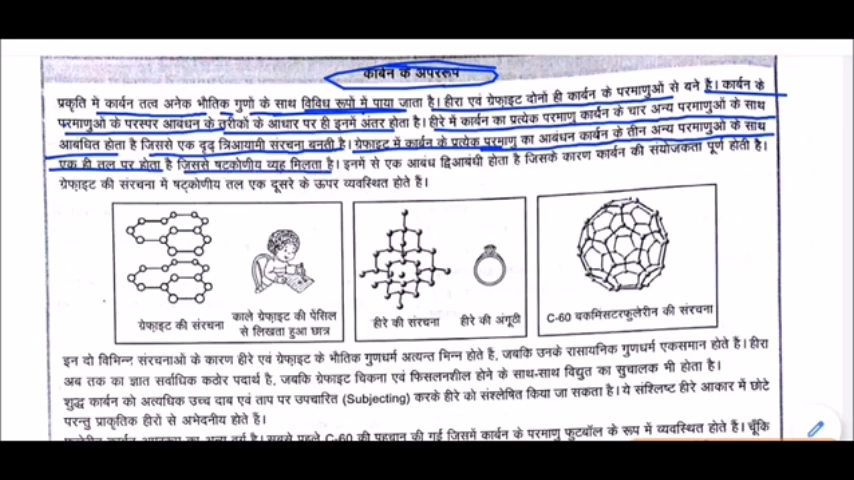 कार्बन के अपररूप
प्रकृति में कार्बन तत्व अनेक भौतिक गुणों के साथ विविध रूपों में पाया जाता है। हीरा एवं ग्रेफ़ाइट दोनों ही कार्बन के परमाणुओं से बने है। कार्बन के
परमाणुओं के परस्पर आबंधन के तरीकों के आधार पर ही इनमें अंतर होता है। हीरे में कार्बन का प्रत्येक परमाणु कार्बन के चार अन्य परमाणुओं के साथ
आबंधित होता है जिससे एक दृढ़ त्रिआयामी संरचना बनती है। ग्रेफ़ाइट में कार्बन के प्रत्येक परमाणु का आबंधन कार्बन के तीन अन्य परमाणुओं के साथ
एक ही तल पर होता है जिससे षटकोणीय व्यूह मिलता है। इनमें से एक आबंध द्विआबंधी होता है जिसके कारण कार्बन की संयोजकता पूर्ण होती है।
ग्रेफ़ाइट की संरचना में षट्कोणीय तल एक दूसरे के ऊपर व्यवस्थित होते हैं।
ग्रेफ़ाइट की संरचना
काले ग्रेफ़ाइट की पेंसिल
से लिखता हुआ छात्र
हीरे की संरचना
हीरे की अंगूठी
C-60 बकमिंसटरफुलेरीन की संरचना
इन दो विभिन्न संरचनाओं के कारण हीरे एवं ग्रेफ़ाइट के भौतिक गुणधर्म अत्यन्त भिन्न होते हैं, जबकि उनके रासायनिक गुणधर्म एकसमान होते है। हीरा
अब तक का ज्ञात सर्वाधिक कठोर पदार्थ है, जबकि ग्रेफाइट चिकना एवं फिसलनशील होने के साथ-साथ विद्युत का सुचालक भी होता है।
शुद्ध कार्बन को अत्यधिक उच्च दाब एवं ताप पर उपचारित (Subjecting) करके हीरे को संश्लेषित किया जा सकता है। ये संश्लिष्ट हीरे आकार में छोटे
परन्तु प्राकृतिक हीरों से अभेदनीय होते हैं।
फुलेरीन कार्बन अपररूप का अन्य वर्ग है। सबसे पहले C-60 की पहचान की गई जिसमें कार्बन के परमाणु फुटबॉल के रूप में व्यवस्थित होते हैं। चूँकि